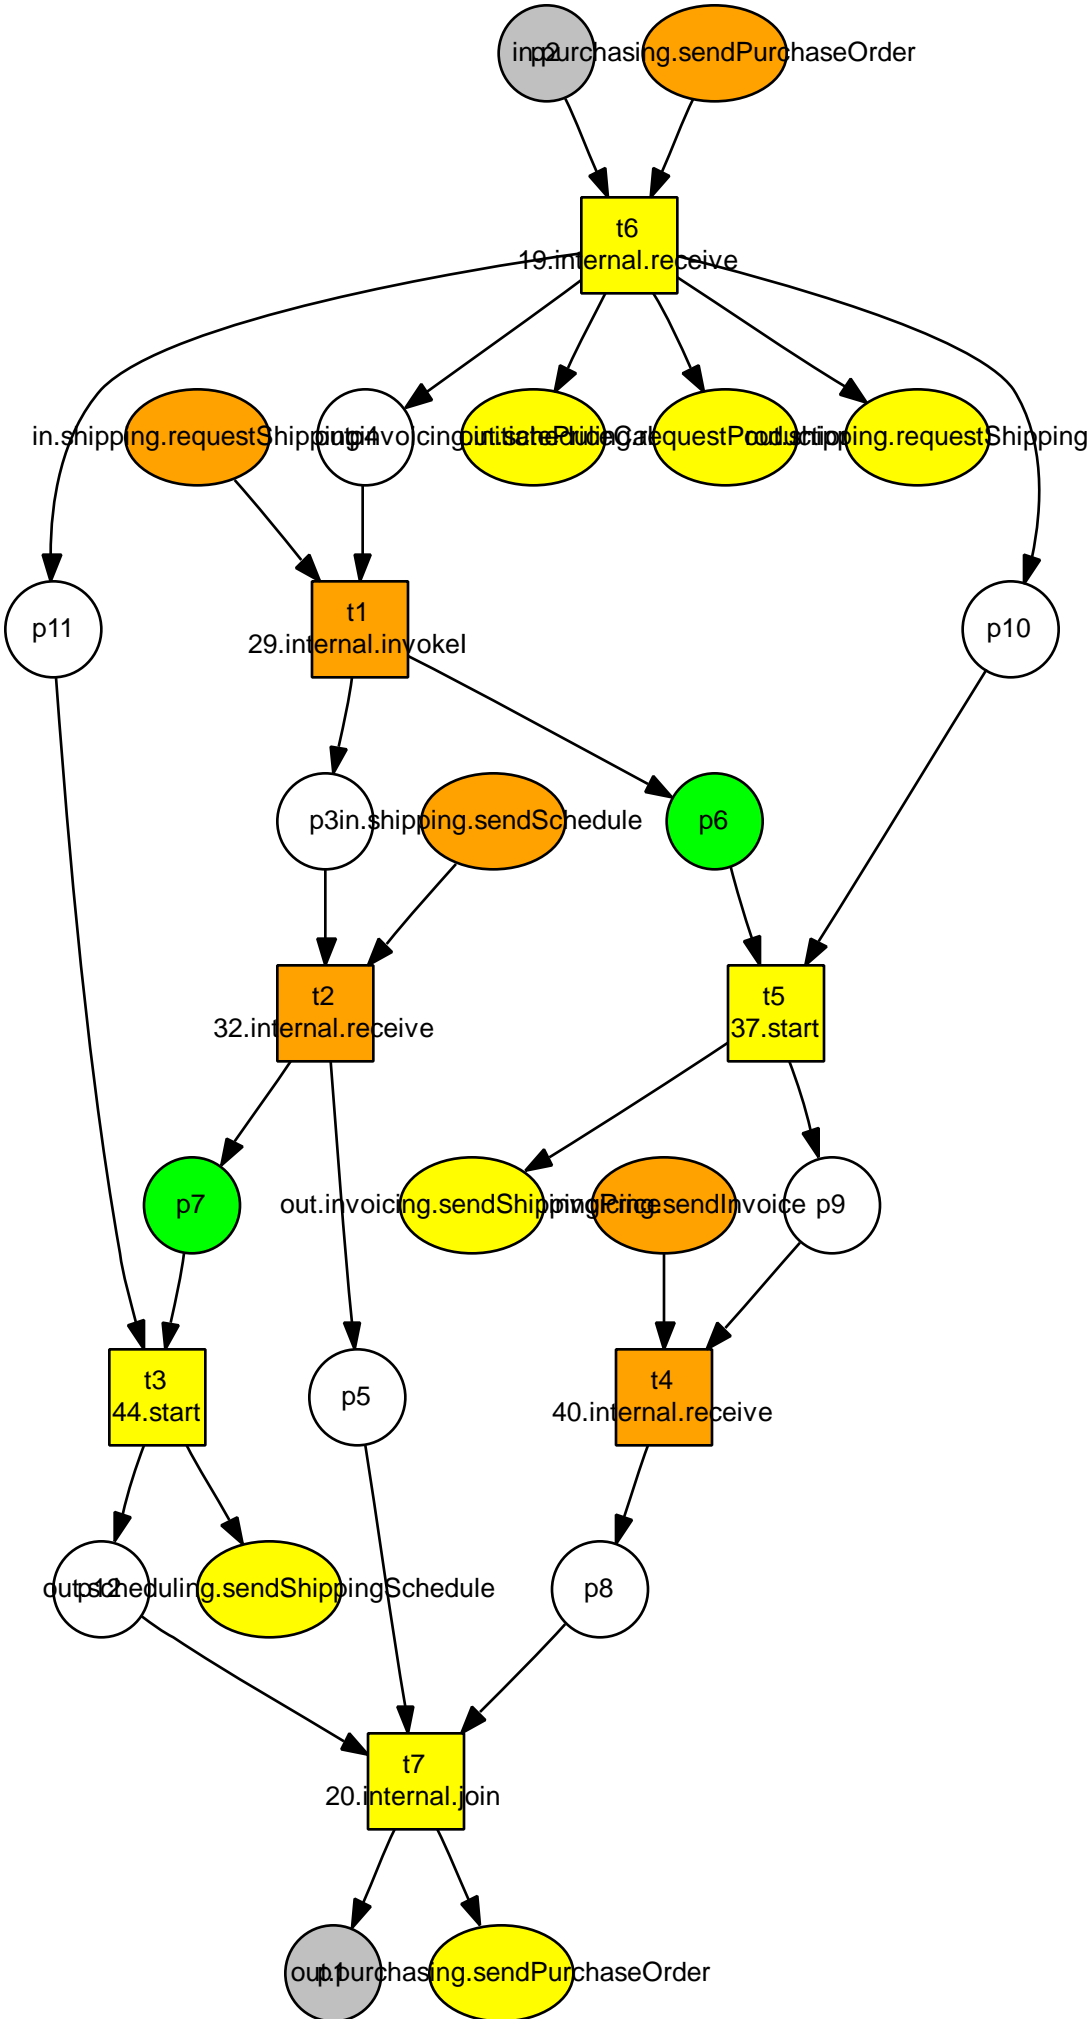 p2
in.purchasing.sendPurchaseOrder
t6
19.internal.receive
in.shipping.requestShipping
p4
out.shipping.requestShipping
p11
t1
29.internal.invokeI
p10
p3
in.shipping.sendSchedule
p6
t2
32.internal.receive
t5
37.start
p7
out.invoicing.sendShippingPrice
p9
t3
44.start
p5
t4
40.internal.receive
p12
out.scheduling.sendShippingSchedule
p8
t7
20.internal.join
p1
out.purchasing.sendPurchaseOrder